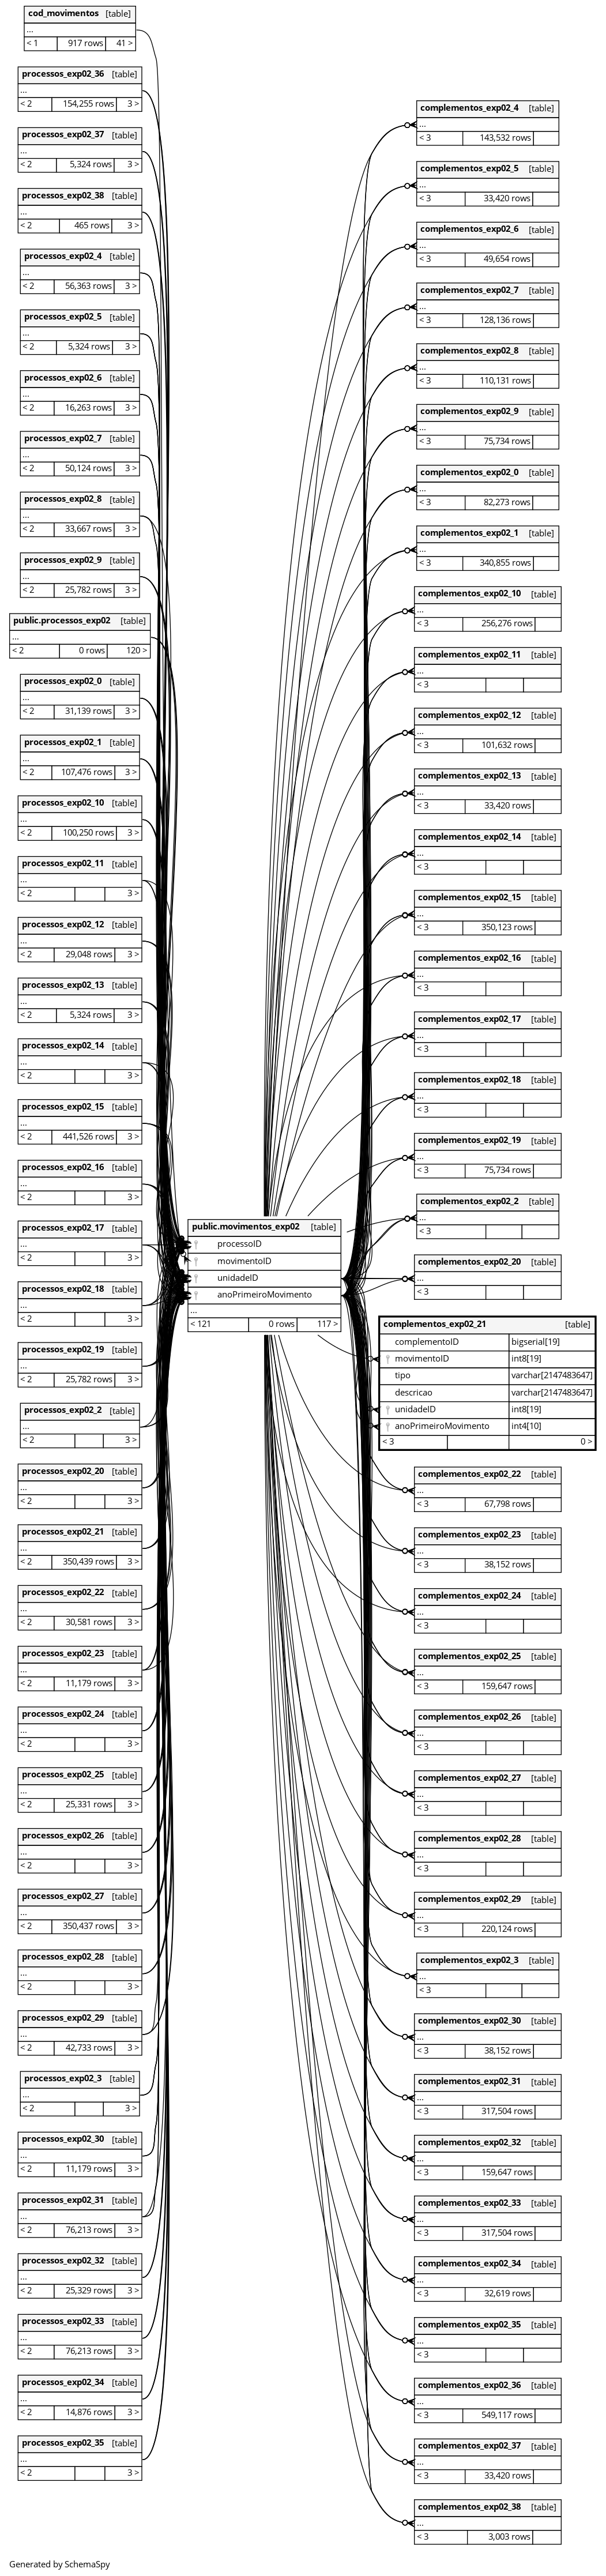 cod_movimentos [table]
...
< 1 917 rows 41 >
processos_exp02_36 [table]
...
< 2 154,255 rows 3 >
processos_exp02_37 [table]
...
< 2 5,324 rows 3 >
processos_exp02_38 [table]
...
< 2 465 rows 3 >
processos_exp02_4 [table]
...
< 2 56,363 rows 3 >
processos_exp02_5 [table]
...
< 2 5,324 rows 3 >
processos_exp02_6 [table]
...
< 2 16,263 rows 3 >
processos_exp02_7 [table]
...
< 2 50,124 rows 3 >
processos_exp02_8 [table]
...
< 2 33,667 rows 3 >
processos_exp02_9 [table]
...
< 2 25,782 rows 3 >
public.processos_exp02 [table]
...
< 2 0 rows 120 >
processos_exp02_0 [table]
...
< 2 31,139 rows 3 >
processos_exp02_1 [table]
...
< 2 107,476 rows 3 >
processos_exp02_10 [table]
...
< 2 100,250 rows 3 >
processos_exp02_11 [table]
...
< 2 3 >
processos_exp02_12 [table]
...
< 2 29,048 rows 3 >
processos_exp02_13 [table]
...
< 2 5,324 rows 3 >
processos_exp02_14 [table]
...
< 2 3 >
processos_exp02_15 [table]
...
< 2 441,526 rows 3 >
processos_exp02_16 [table]
...
< 2 3 >
processos_exp02_17 [table]
...
< 2 3 >
processos_exp02_18 [table]
...
< 2 3 >
processos_exp02_19 [table]
...
< 2 25,782 rows 3 >
processos_exp02_2 [table]
...
< 2 3 >
processos_exp02_20 [table]
...
< 2 3 >
processos_exp02_21 [table]
...
< 2 350,439 rows 3 >
processos_exp02_22 [table]
...
< 2 30,581 rows 3 >
processos_exp02_23 [table]
...
< 2 11,179 rows 3 >
processos_exp02_24 [table]
...
< 2 3 >
processos_exp02_25 [table]
...
< 2 25,331 rows 3 >
processos_exp02_26 [table]
...
< 2 3 >
processos_exp02_27 [table]
...
< 2 350,437 rows 3 >
processos_exp02_28 [table]
...
< 2 3 >
processos_exp02_29 [table]
...
< 2 42,733 rows 3 >
processos_exp02_3 [table]
...
< 2 3 >
processos_exp02_30 [table]
...
< 2 11,179 rows 3 >
processos_exp02_31 [table]
...
< 2 76,213 rows 3 >
processos_exp02_32 [table]
...
< 2 25,329 rows 3 >
processos_exp02_33 [table]
...
< 2 76,213 rows 3 >
processos_exp02_34 [table]
...
< 2 14,876 rows 3 >
processos_exp02_35 [table]
...
< 2 3 >
public.movimentos_exp02 [table]
processoID
movimentoID
unidadeID
anoPrimeiroMovimento
...
< 121 0 rows 117 >
complementos_exp02_4 [table]
...
< 3 143,532 rows
complementos_exp02_5 [table]
...
< 3 33,420 rows
complementos_exp02_6 [table]
...
< 3 49,654 rows
complementos_exp02_7 [table]
...
< 3 128,136 rows
complementos_exp02_8 [table]
...
< 3 110,131 rows
complementos_exp02_9 [table]
...
< 3 75,734 rows
complementos_exp02_0 [table]
...
< 3 82,273 rows
complementos_exp02_1 [table]
...
< 3 340,855 rows
complementos_exp02_10 [table]
...
< 3 256,276 rows
complementos_exp02_11 [table]
...
< 3
complementos_exp02_12 [table]
...
< 3 101,632 rows
complementos_exp02_13 [table]
...
< 3 33,420 rows
complementos_exp02_14 [table]
...
< 3
complementos_exp02_15 [table]
...
< 3 350,123 rows
complementos_exp02_16 [table]
...
< 3
complementos_exp02_17 [table]
...
< 3
complementos_exp02_18 [table]
...
< 3
complementos_exp02_19 [table]
...
< 3 75,734 rows
complementos_exp02_2 [table]
...
< 3
complementos_exp02_20 [table]
...
< 3
complementos_exp02_21 [table]
complementoID bigserial[19]
movimentoID int8[19]
tipo varchar[2147483647]
descricao varchar[2147483647]
unidadeID int8[19]
anoPrimeiroMovimento int4[10]
< 3 0 >
complementos_exp02_22 [table]
...
< 3 67,798 rows
complementos_exp02_23 [table]
...
< 3 38,152 rows
complementos_exp02_24 [table]
...
< 3
complementos_exp02_25 [table]
...
< 3 159,647 rows
complementos_exp02_26 [table]
...
< 3
complementos_exp02_27 [table]
...
< 3
complementos_exp02_28 [table]
...
< 3
complementos_exp02_29 [table]
...
< 3 220,124 rows
complementos_exp02_3 [table]
...
< 3
complementos_exp02_30 [table]
...
< 3 38,152 rows
complementos_exp02_31 [table]
...
< 3 317,504 rows
complementos_exp02_32 [table]
...
< 3 159,647 rows
complementos_exp02_33 [table]
...
< 3 317,504 rows
complementos_exp02_34 [table]
...
< 3 32,619 rows
complementos_exp02_35 [table]
...
< 3
complementos_exp02_36 [table]
...
< 3 549,117 rows
complementos_exp02_37 [table]
...
< 3 33,420 rows
complementos_exp02_38 [table]
...
< 3 3,003 rows
Generated by SchemaSpy